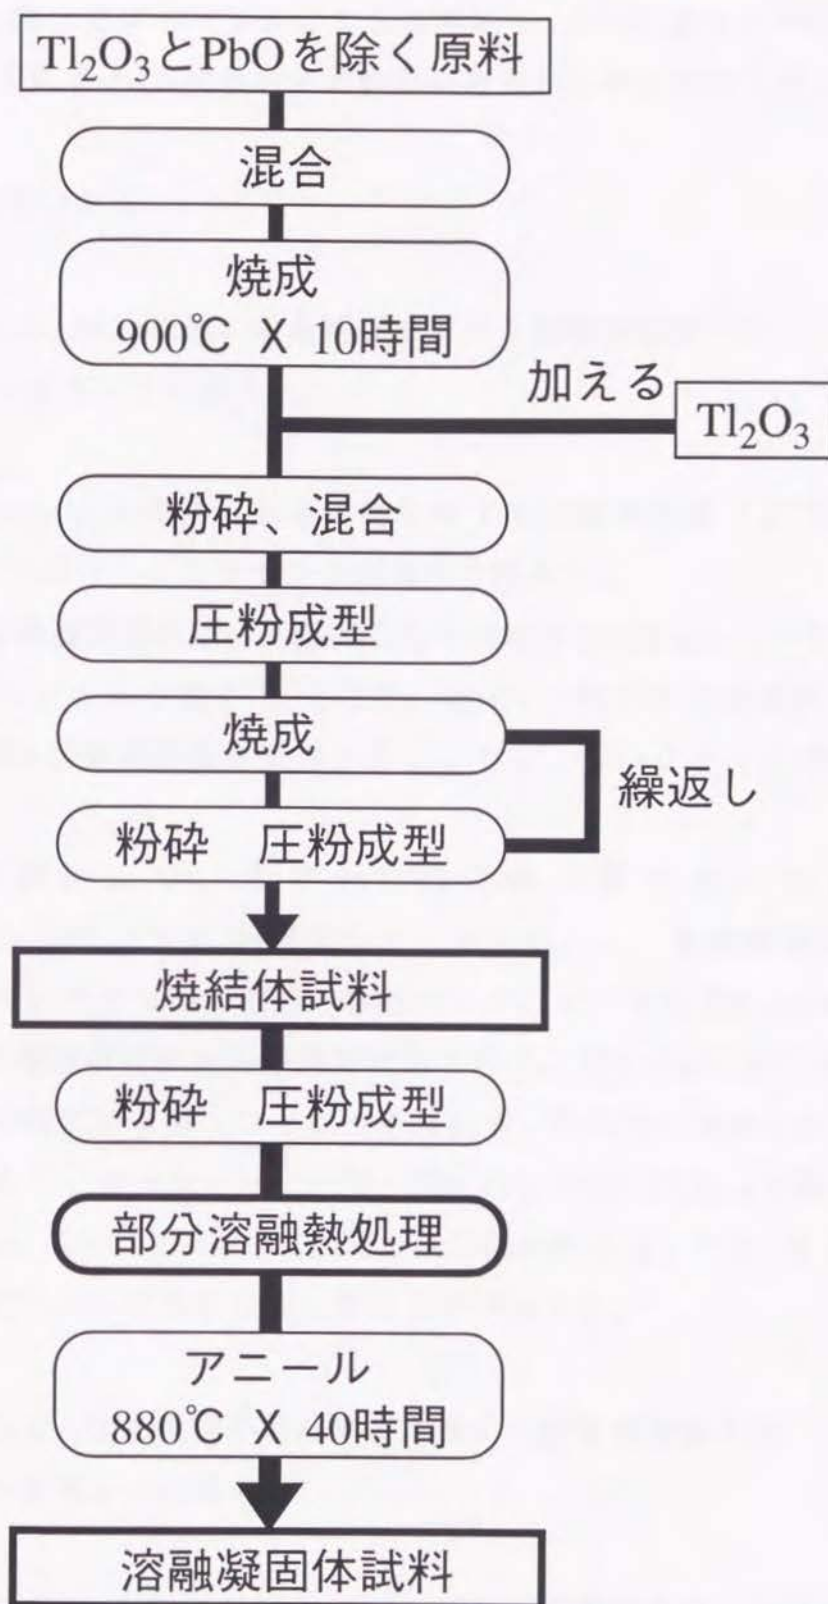 Tl₂O₃とPbOを除く原料
混合
焼成
900℃ X 10時間
加える
Tl₂O₃
粉砕、混合
圧粉成型
焼成
繰返し
粉砕 圧粉成型
焼結体試料
粉砕 圧粉成型
部分溶融熱処理
アニール
880℃ X 40時間
溶融凝固体試料